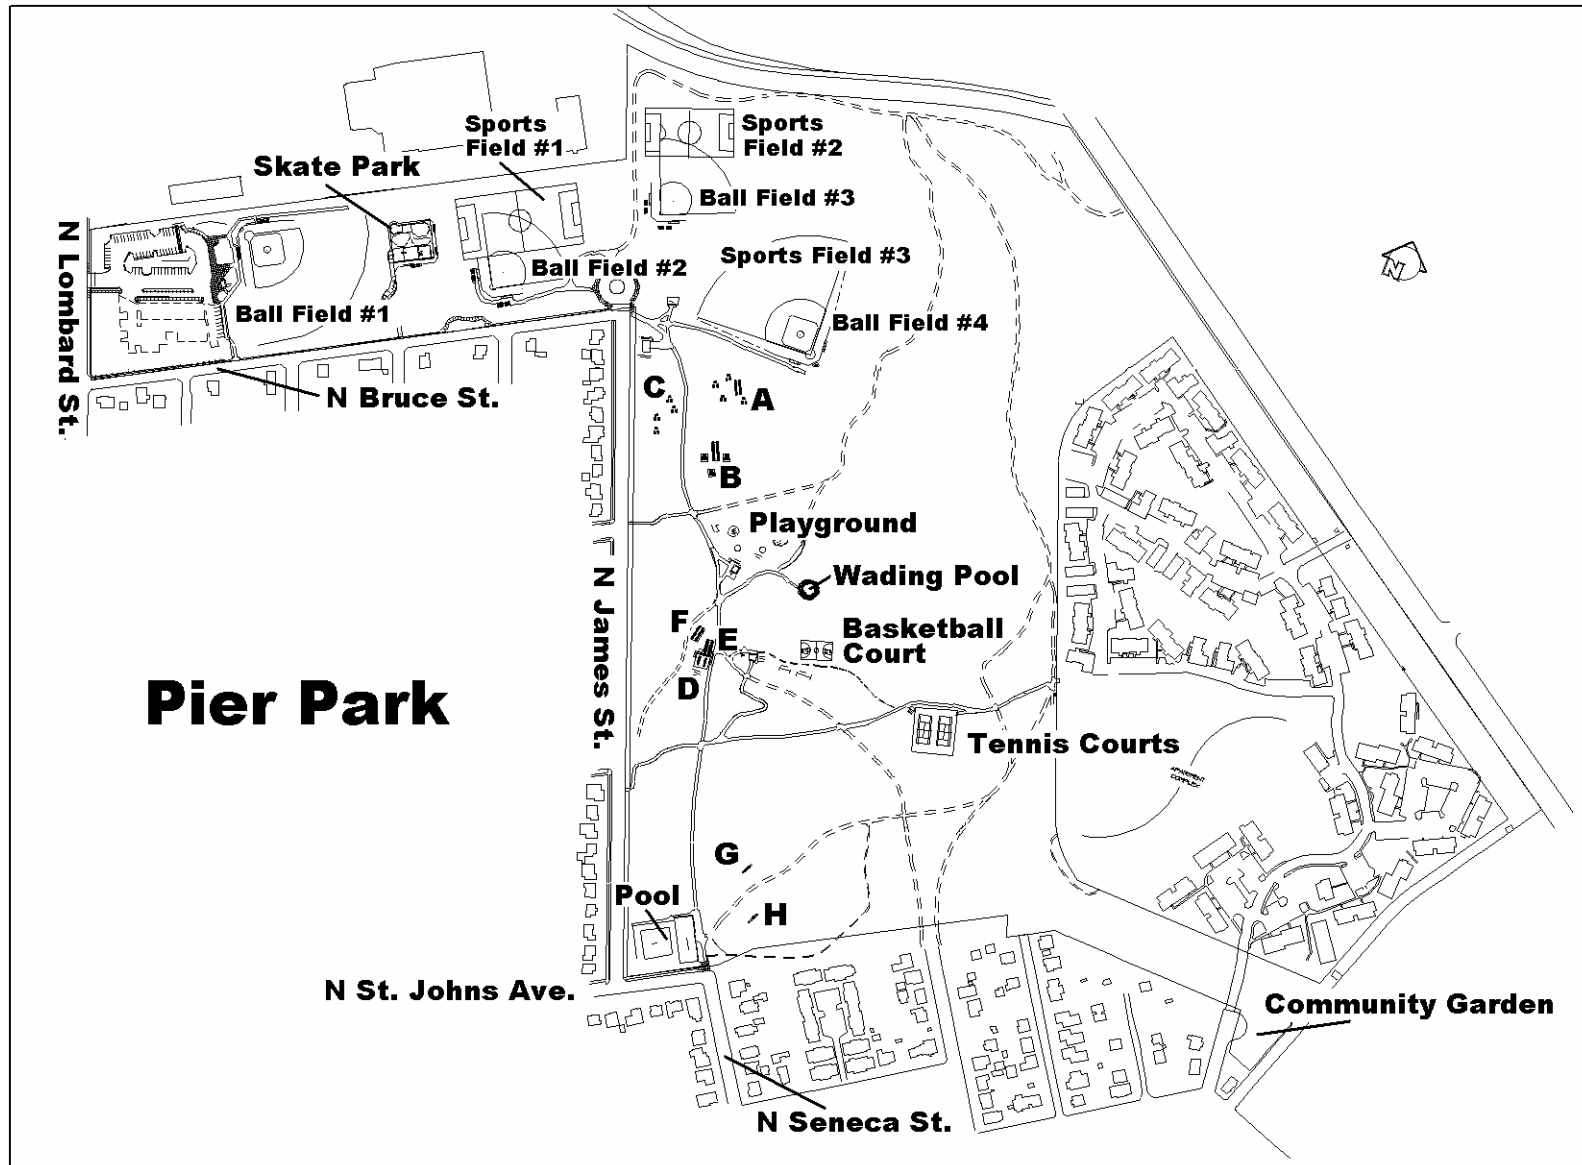 Sports
Field #1
Sports
Field #2
Skate Park
Ball Field #3
N Lombard St.
Sports Field #3
Ball Field #2
N
Ball Field #1
Ball Field #4
C
A
N Bruce St.
B
Playground
N James St.
Wading Pool
F
E
Basketball
Court
D
Pier Park
Tennis Courts
APARTMENT
COMPLEX
G
Pool
H
N St. Johns Ave.
Community Garden
N Seneca St.